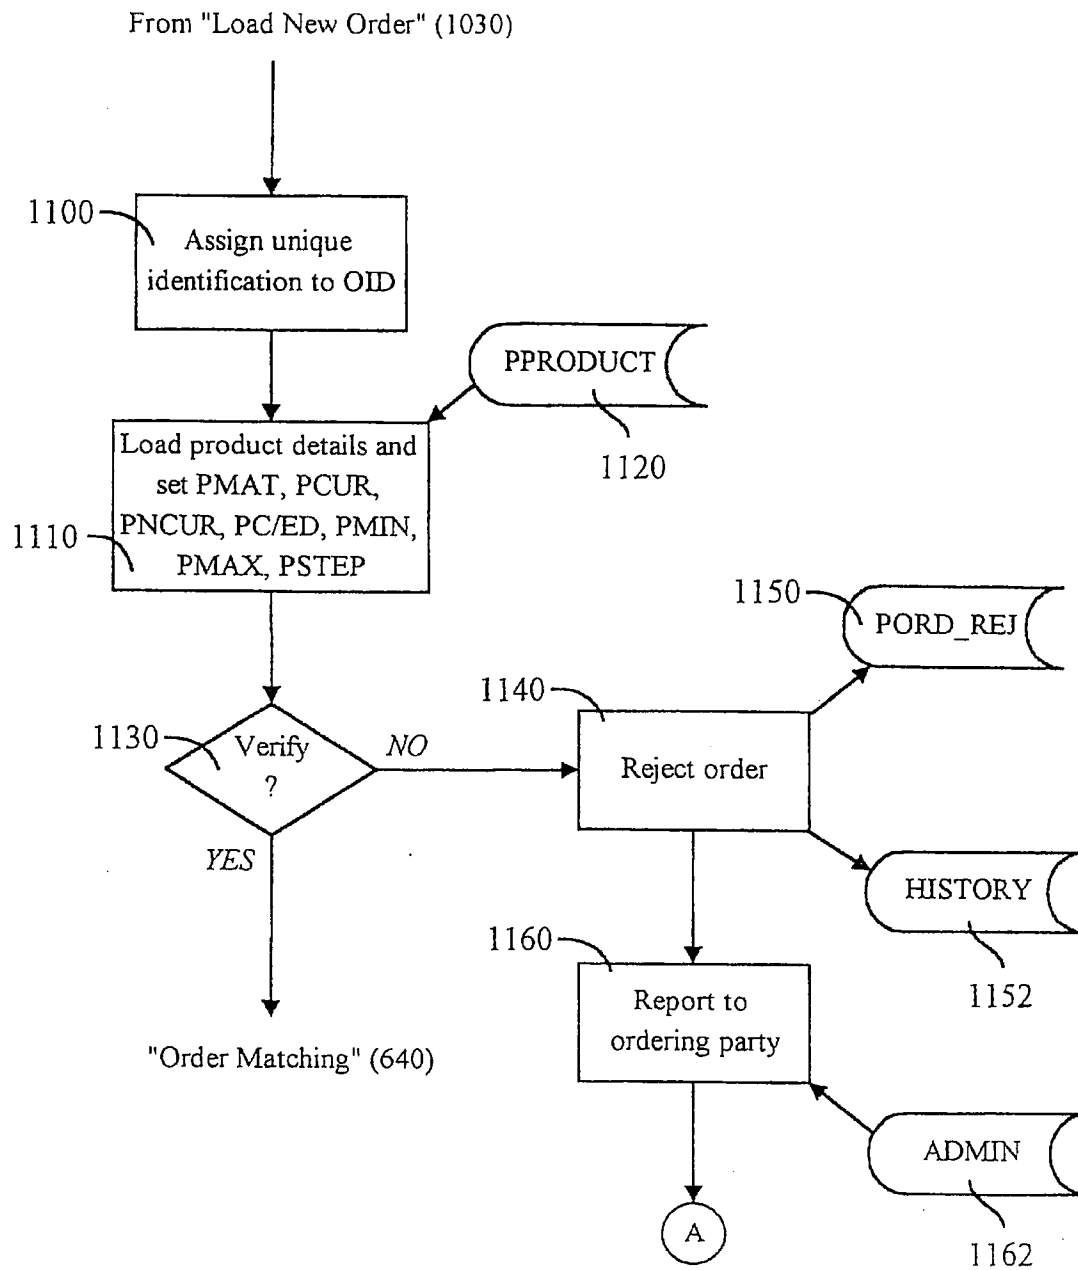 From "Load New Order" (1030)
1100
Assign unique
identification to OID
PPRODUCT
1120
Load product details and
set PMAT, PCUR,
PNCUR, PC/ED, PMIN,
PMAX, PSTEP
1110
1150
PORD_REJ
1140
Reject order
1130
Verify
?
NO
YES
HISTORY
1152
1160
Report to
ordering party
"Order Matching" (640)
ADMIN
1162
A